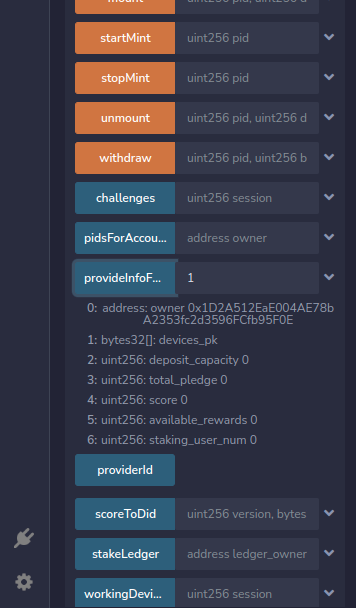 mount uint256 pid, uint256 d
startMint uint256 pid
stopMint uint256 pid
unmount uint256 pid, uint256 d
withdraw uint256 pid, uint256 b
challenges uint256 session
pidsForAccou... address owner
provideInfoF... 1
0: address: owner 0x1D2A512EaE004AE78b
A2353fc2d3596FCfb95F0E
1: bytes32[]: devices_pk
2: uint256: deposit_capacity 0
3: uint256: total_pledge 0
4: uint256: score 0
5: uint256: available_rewards 0
6: uint256: staking_user_num 0
providerId
scoreToDid uint256 version, bytes
stakeLedger address ledger_owner
workingDevi... uint256 session